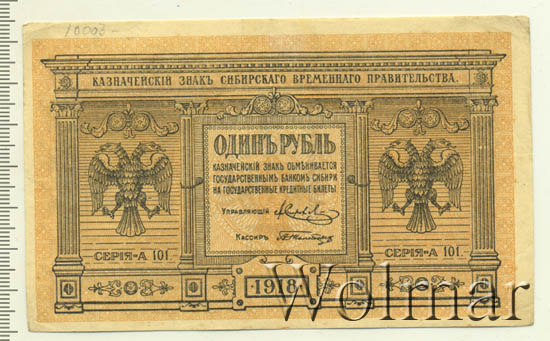 10003-
КАЗНАЧЕЙСКІЙ ЗНАКЪ СИБИРСКАГО ВРЕМЕННАГО ПРАВИТЕЛЬСТВА.
ОДИНЪ РУБЛЬ
КАЗНАЧЕЙСКІЙ ЗНАКЪ ОБМѢНИВАЕТСЯ
ГОСУДАРСТВЕННЫМЪ БАНКОМЪ СИБИРИ
НА ГОСУДАРСТВЕННЫЕ КРЕДИТНЫЕ БИЛЕТЫ.
УПРАВЛЯЮЩІЙ
КАССИРЪ
СЕРІЯ-А 101.
СЕРІЯ-А 101.
1918
Wolmar